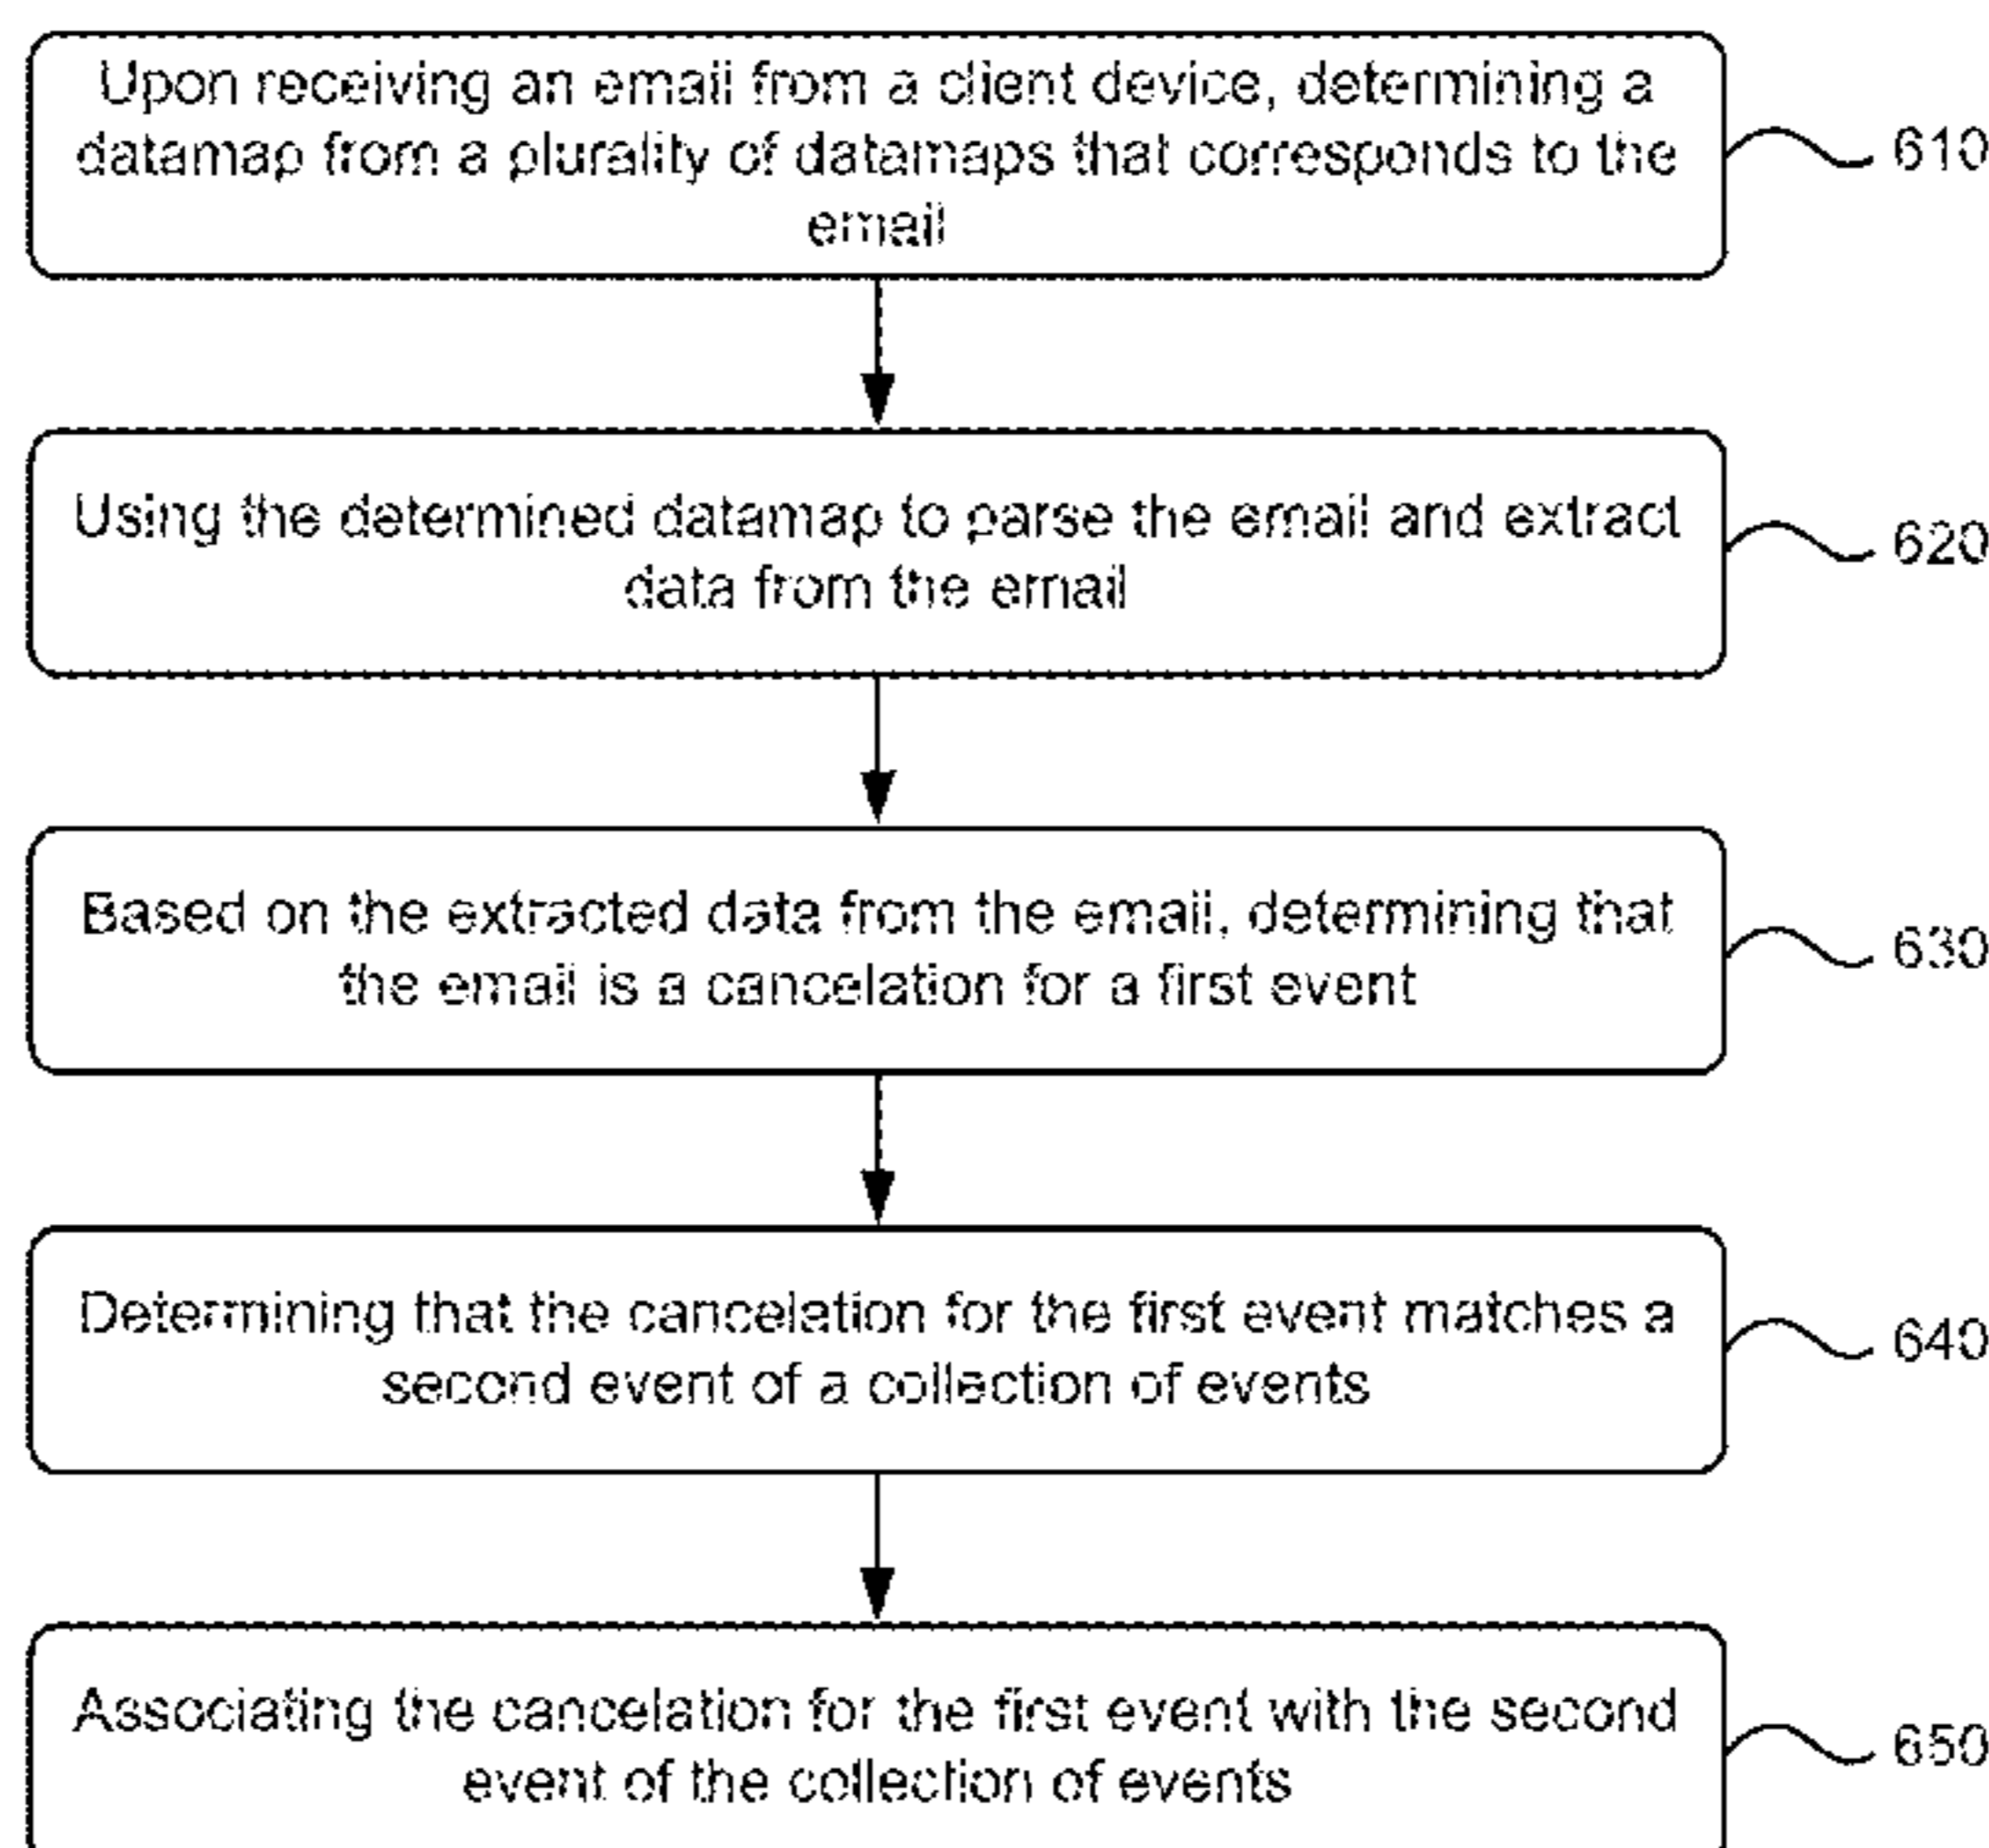 Upon receiving an email from a client device, determining a
datamap from a plurality of datamaps that corresponds to the
email
610
Using the determined datamap to parse the email and extract
data from the email
620
Based on the extracted data from the email, determining that
the email is a cancelation for a first event
630
Determining that the cancelation for the first event matches a
second event of a collection of events
640
Associating the cancelation for the first event with the second
event of the collection of events
650